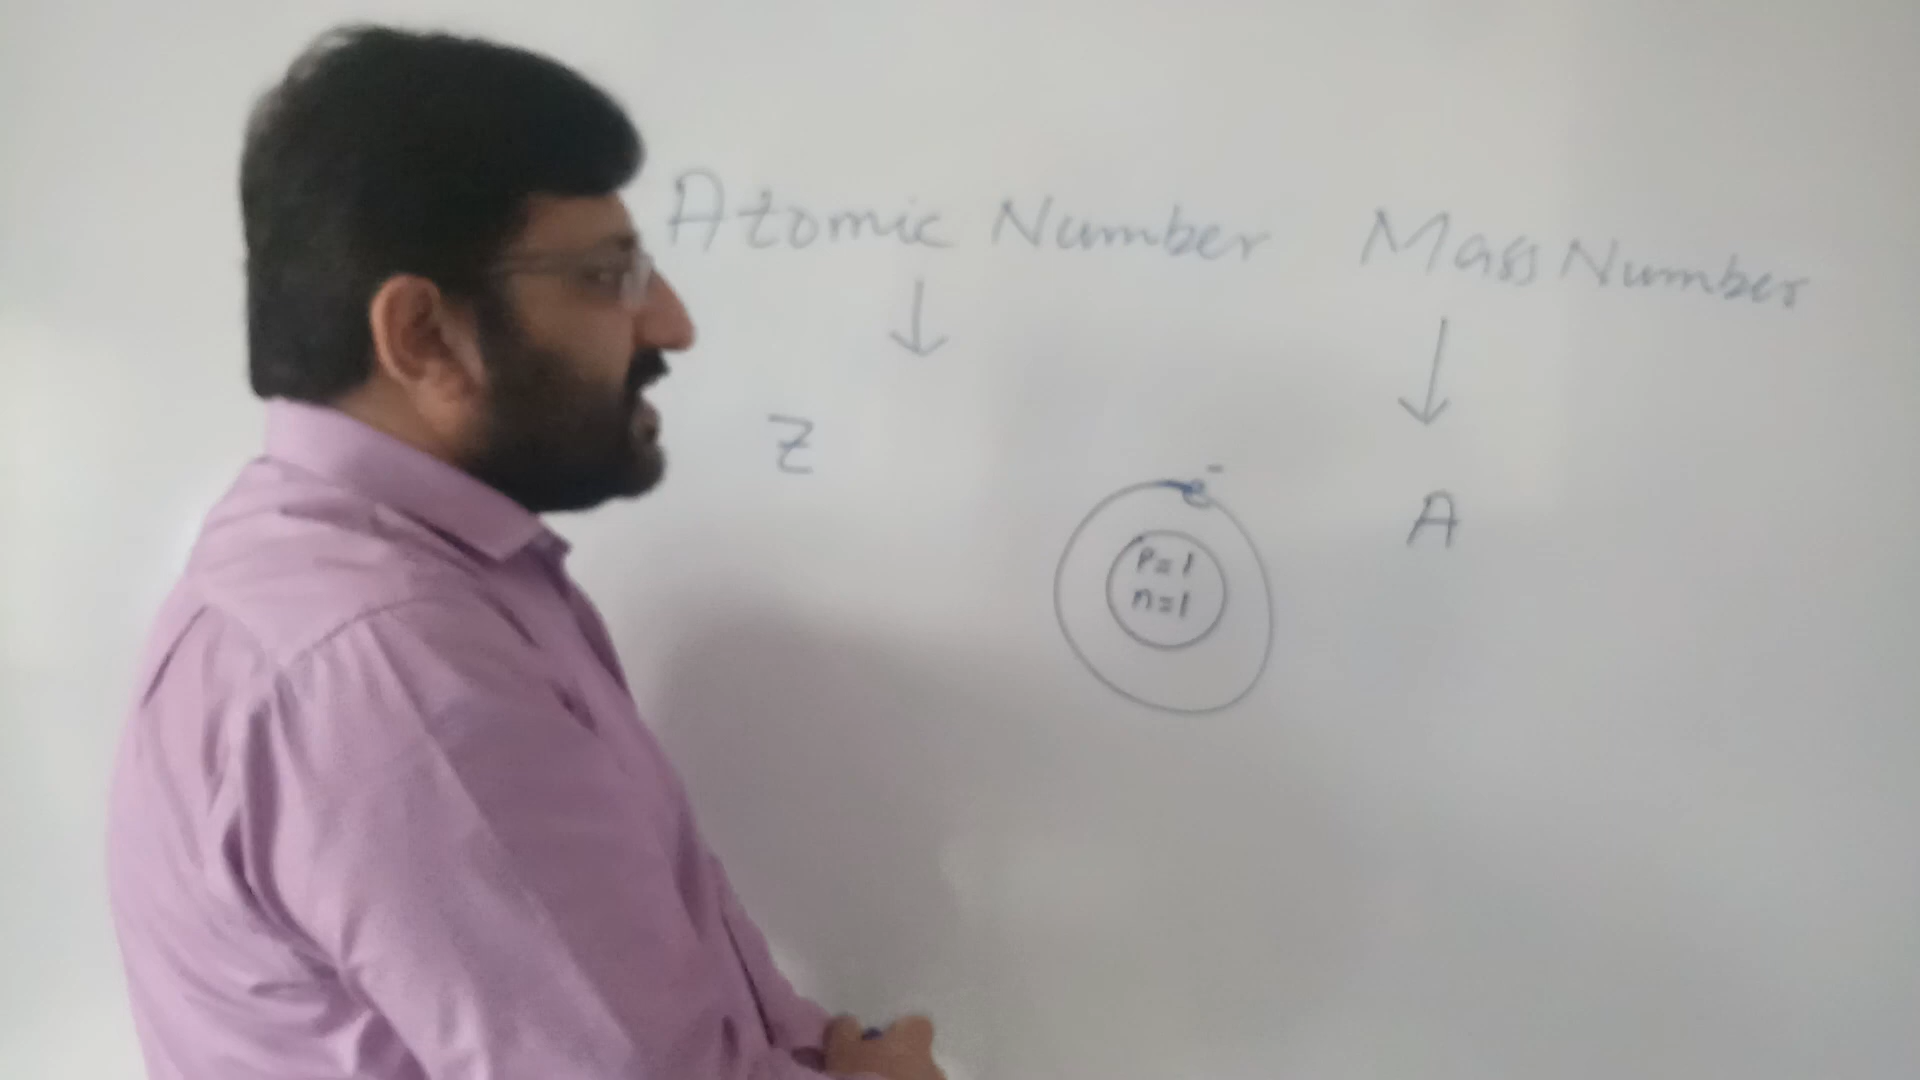 Atomic Number Mass Number
Z
A
e-
P=1
n=1